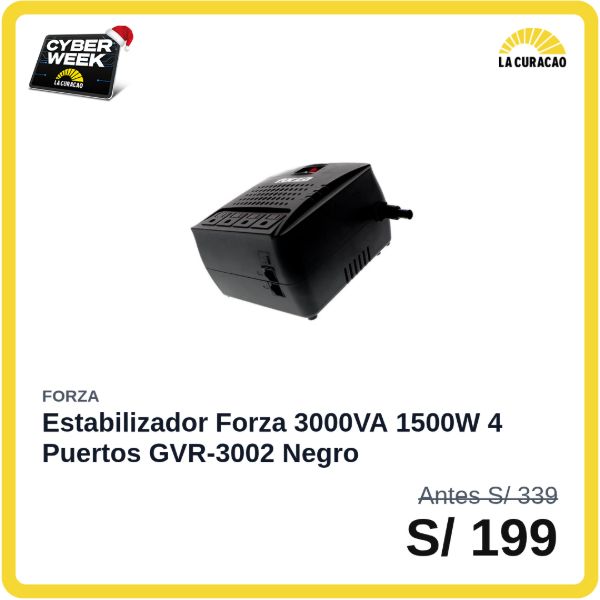 CYBER
WEEK
LA CURACAO
LA CURACAO
FORZA
FORZA
Estabilizador Forza 3000VA 1500W 4
Puertos GVR-3002 Negro
Antes S/ 339
S/ 199